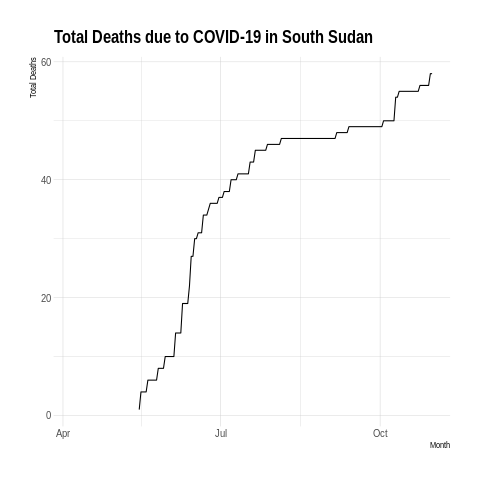 Total Deaths due to COVID-19 in South Sudan
Total Deaths
60
40
20
0
Apr
Jul
Oct
Month